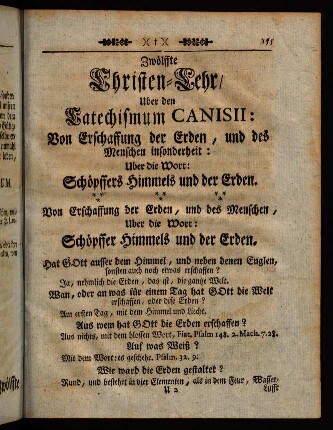 X † X
Zwölffte
Christen-Lehr/
Uber den
Catechismum CANISII:
Von Erschaffung der Erden, und des
Menschen insonderheit:
Uber die Wort:
Schöpffers Himmels und der Erden.
Von Erschaffung der Erden, und des Menschen,
Uber die Wort:
Schöpffer Himmels und der Erden.
Hat GOtt ausser dem Himmel, und neben denen Englen,
sonsten auch noch etwas erschaffen?
Ja, nehmlich die Erden, das ist, die gantze Welt.
Wan, oder an was für einem Tag hat GOtt die Welt
erschaffen, oder dise Erden?
Am ersten Tag, mit dem Himmel und Liecht.
Aus wem hat GOtt die Erden erschaffen?
Aus nichts, mit dem blossen Wort, Fiat. Psalm 148. 2. Mach. 7. 28.
Auf was Weiß?
Mit dem Wort: es geschehe. Psalm. 32. 9.
Wie ward die Erden gestaltet?
Rund, und bestehet in vier Elementen, als in dem Feur, Wasser,
U 2
Lufft